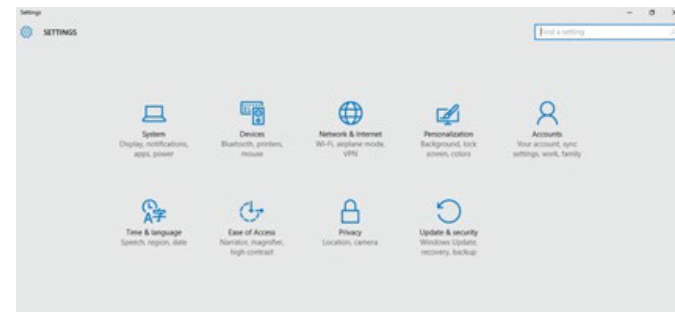 Settings
SETTINGS
Find a setting
System
Display, notifications,
apps, power
Devices
Bluetooth, printers,
mouse
Network & Internet
Wi-Fi, airplane mode,
VPN
Personalization
Background, lock
screen, colors
Accounts
Your account, sync
settings, work, family
Time & language
Speech, region, date
Ease of Access
Narrator, magnifier,
high contrast
Privacy
Location, camera
Update & security
Windows Update,
recovery, backup